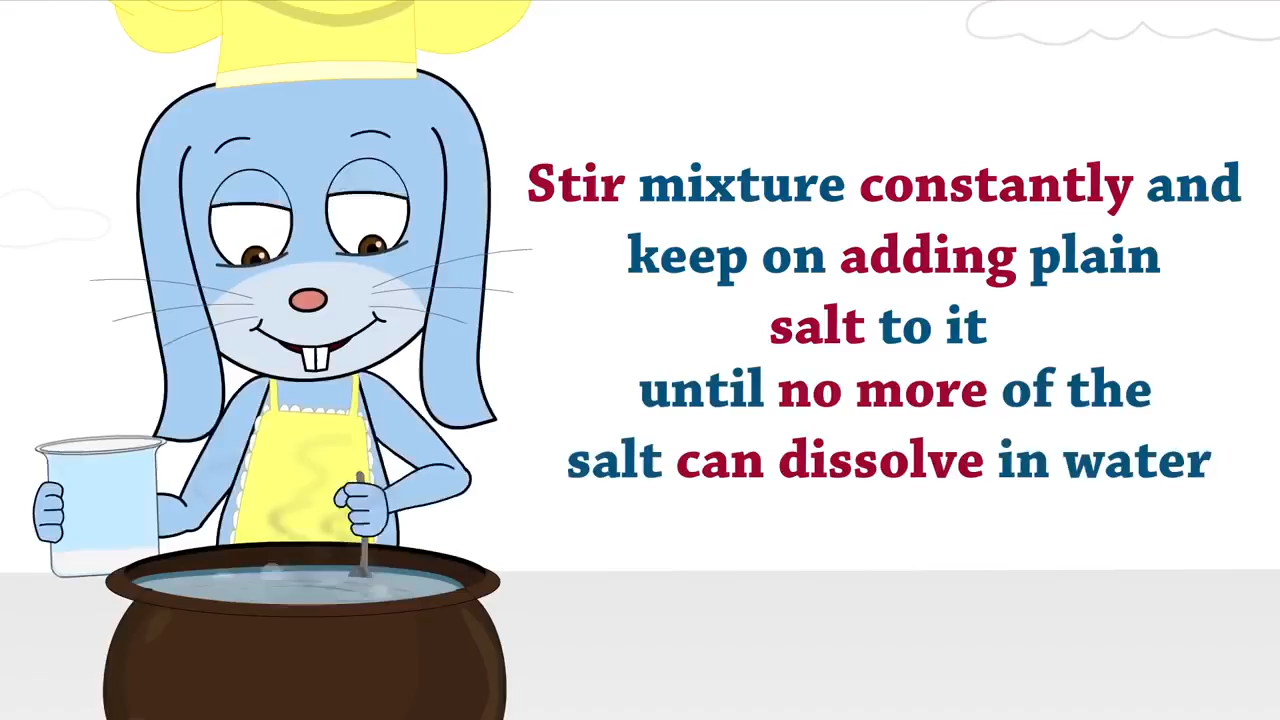 Stir mixture constantly and
keep on adding plain
salt to it
until no more of the
salt can dissolve in water